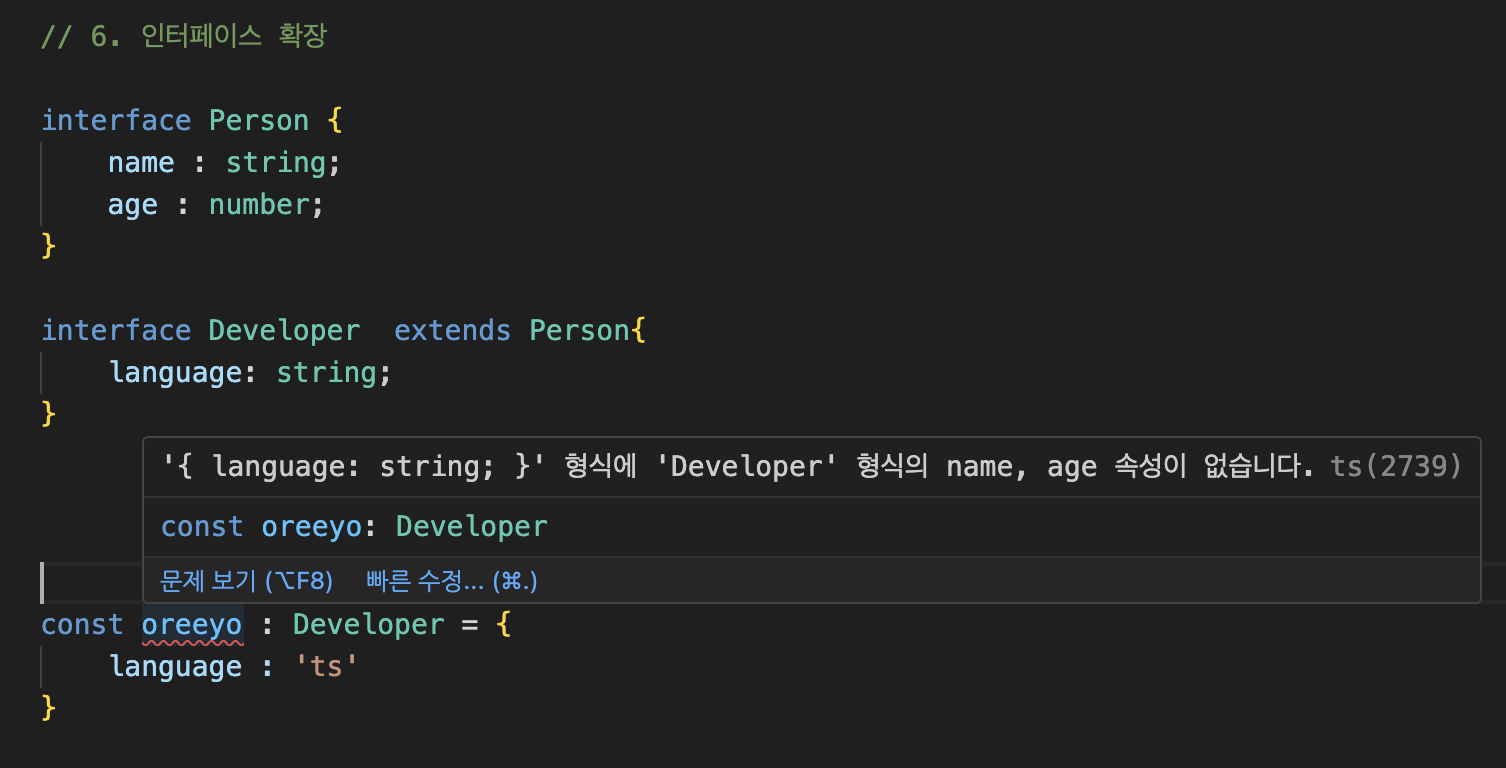 // 6. 인터페이스 확장
interface Person {
name : string;
age : number;
}
interface Developer  extends Person{
language: string;
}
'{ language: string; }' 형식에 'Developer' 형식의 name, age 속성이 없습니다. ts(2739)
const oreeyo: Developer
문제 보기 (⌥F8) 빠른 수정... (⌘.)
const oreeyo : Developer = {
language : 'ts'
}